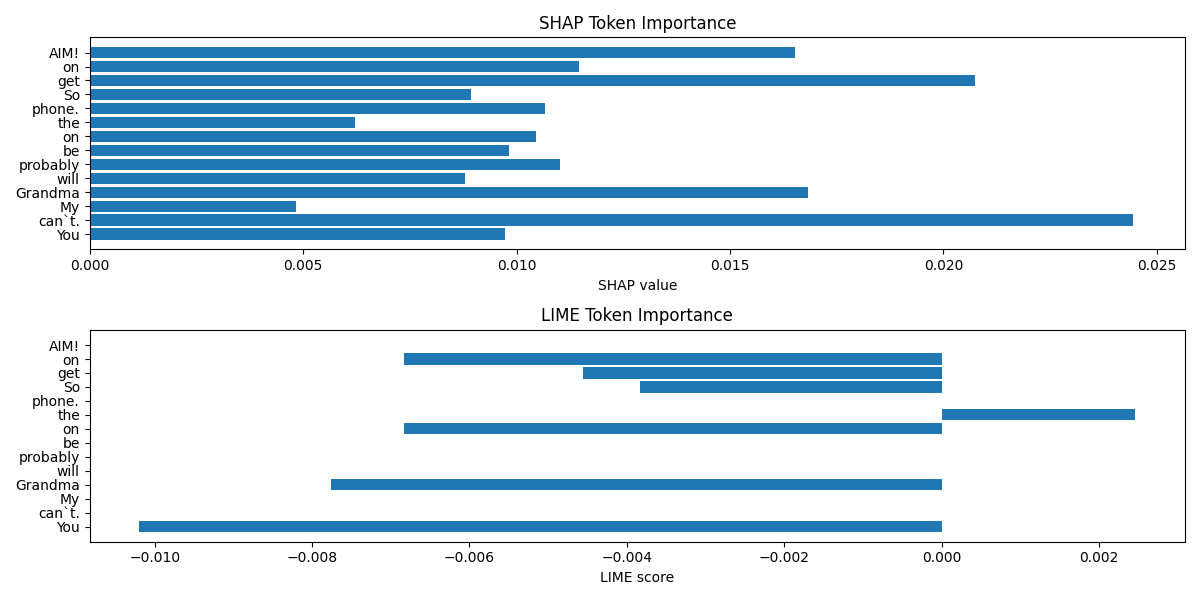 SHAP Token Importance
AIM!
on
get
So
phone.
the
on
be
probably
will
Grandma
My
can`t.
You
0.000 0.005 0.010 0.015 0.020 0.025
SHAP value
LIME Token Importance
AIM!
on
get
So
phone.
the
on
be
probably
will
Grandma
My
can`t.
You
−0.010 −0.008 −0.006 −0.004 −0.002 0.000 0.002
LIME score